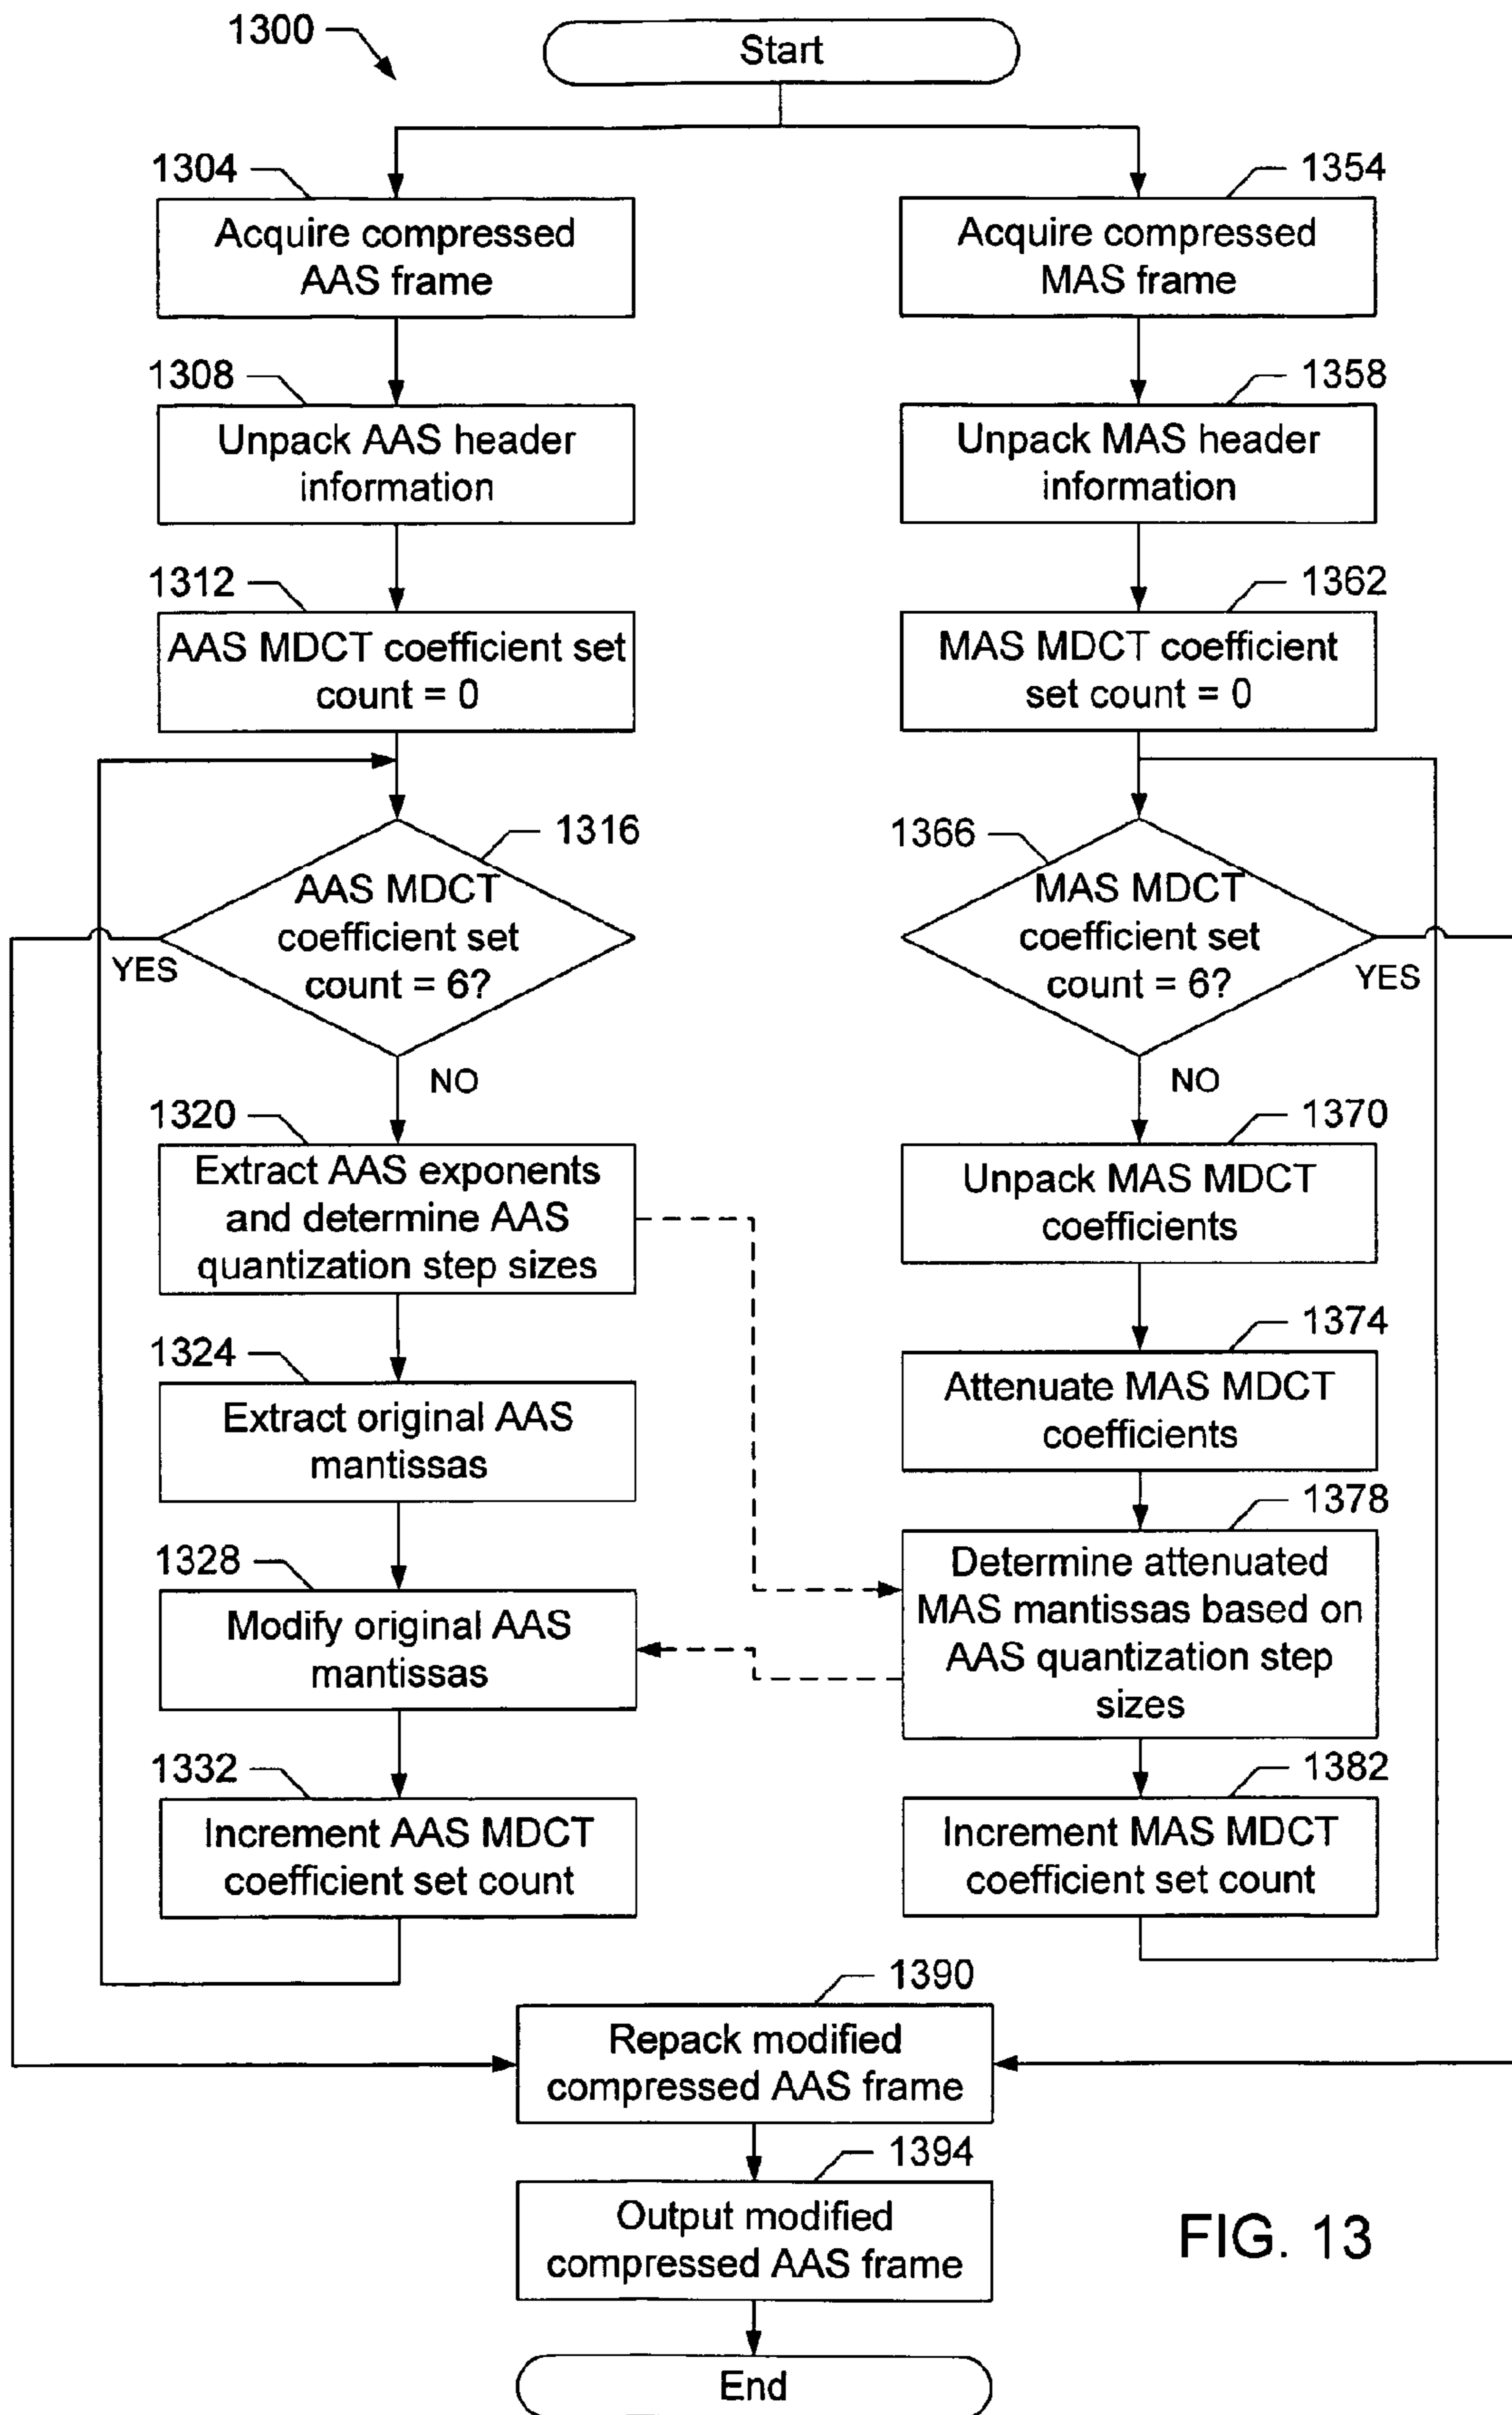 1300
Start
1304
Acquire compressed
AAS frame
1308
Unpack AAS header
information
1312
AAS MDCT coefficient set
count = 0
1316
AAS MDCT
coefficient set
count = 6?
YES
NO
1320
Extract AAS exponents
and determine AAS
quantization step sizes
1324
Extract original AAS
mantissas
1328
Modify original AAS
mantissas
1332
Increment AAS MDCT
coefficient set count
1354
Acquire compressed
MAS frame
1358
Unpack MAS header
information
1362
MAS MDCT coefficient
set count = 0
1366
MAS MDCT
coefficient set
count = 6?
YES
NO
1370
Unpack MAS MDCT
coefficients
1374
Attenuate MAS MDCT
coefficients
1378
Determine attenuated
MAS mantissas based on
AAS quantization step
sizes
1382
Increment MAS MDCT
coefficient set count
1390
Repack modified
compressed AAS frame
1394
Output modified
compressed AAS frame
End
FIG. 13